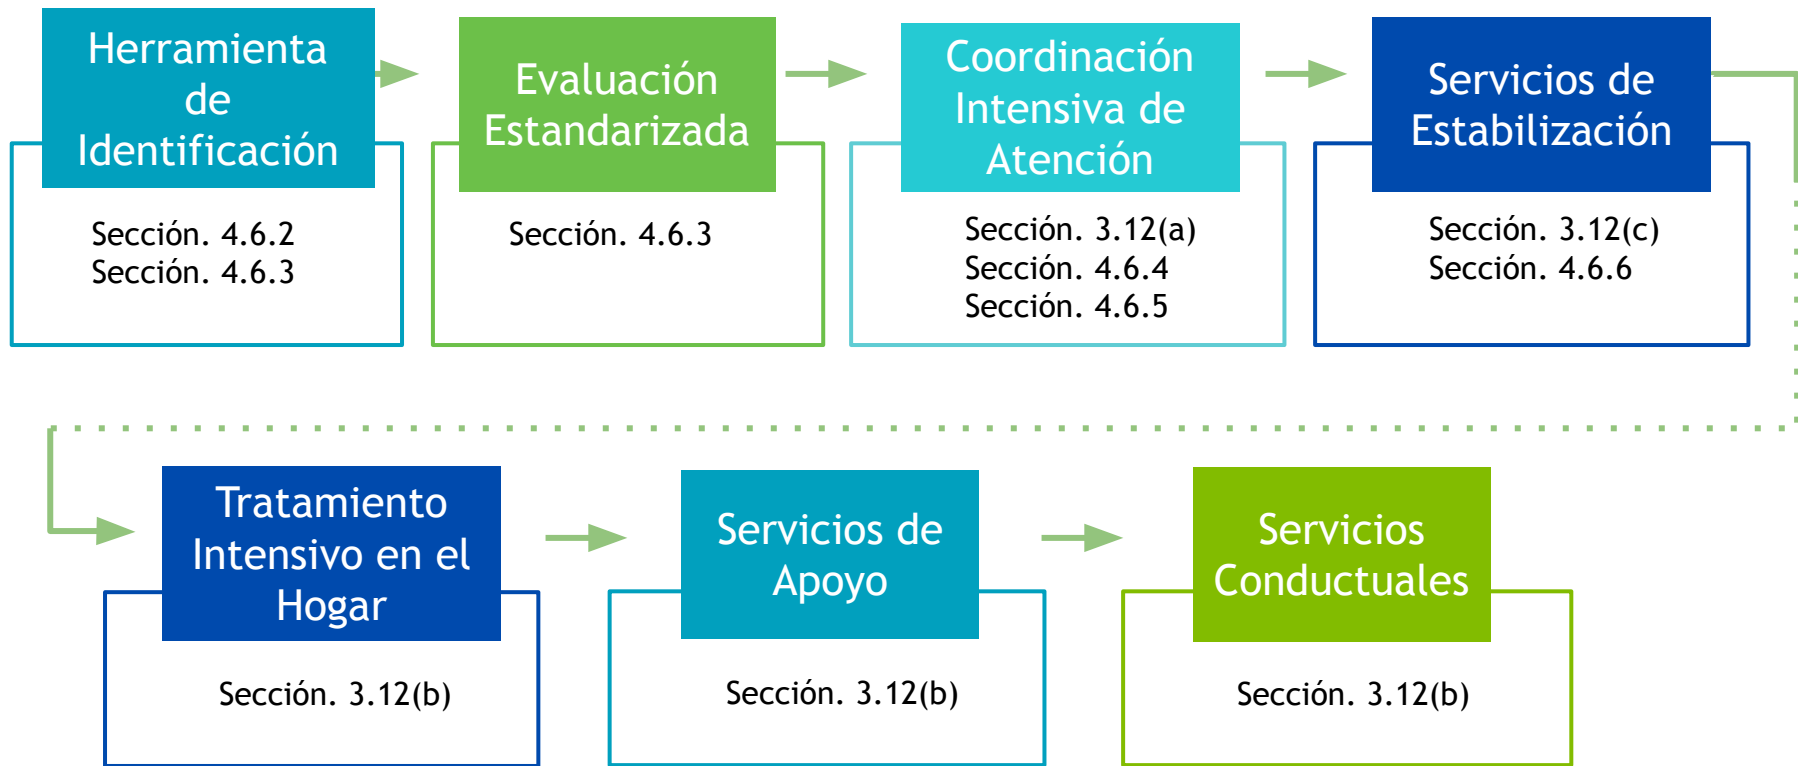 Herramienta
de
Identificación
Sección. 4.6.2
Sección. 4.6.3
Evaluación
Estandarizada
Sección. 4.6.3
Coordinación
Intensiva de
Atención
Sección. 3.12(a)
Sección. 4.6.4
Sección. 4.6.5
Servicios de
Estabilización
Sección. 3.12(c)
Sección. 4.6.6
Tratamiento
Intensivo en el
Hogar
Sección. 3.12(b)
Servicios de
Apoyo
Sección. 3.12(b)
Servicios
Conductuales
Sección. 3.12(b)